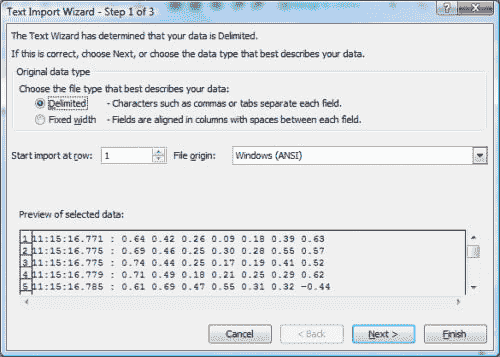 Text Import Wizard - Step 1 of 3
The Text Wizard has determined that your data is Delimited.
If this is correct, choose Next, or choose the data type that best describes your data.
Original data type
Choose the file type that best describes your data:
Delimited - Characters such as commas or tabs separate each field.
Fixed width - Fields are aligned in columns with spaces between each field.
Start import at row: 1 File origin: Windows (ANSI)
Preview of selected data:
1 11:15:16.771 : 0.64 0.42 0.26 0.09 0.18 0.39 0.63
2 11:15:16.775 : 0.69 0.46 0.25 0.30 0.28 0.55 0.57
3 11:15:16.775 : 0.74 0.44 0.25 0.17 0.19 0.41 0.52
4 11:15:16.779 : 0.71 0.49 0.18 0.21 0.25 0.29 0.62
5 11:15:16.785 : 0.61 0.69 0.47 0.55 0.31 0.32 -0.44
Cancel < Back Next > Finish